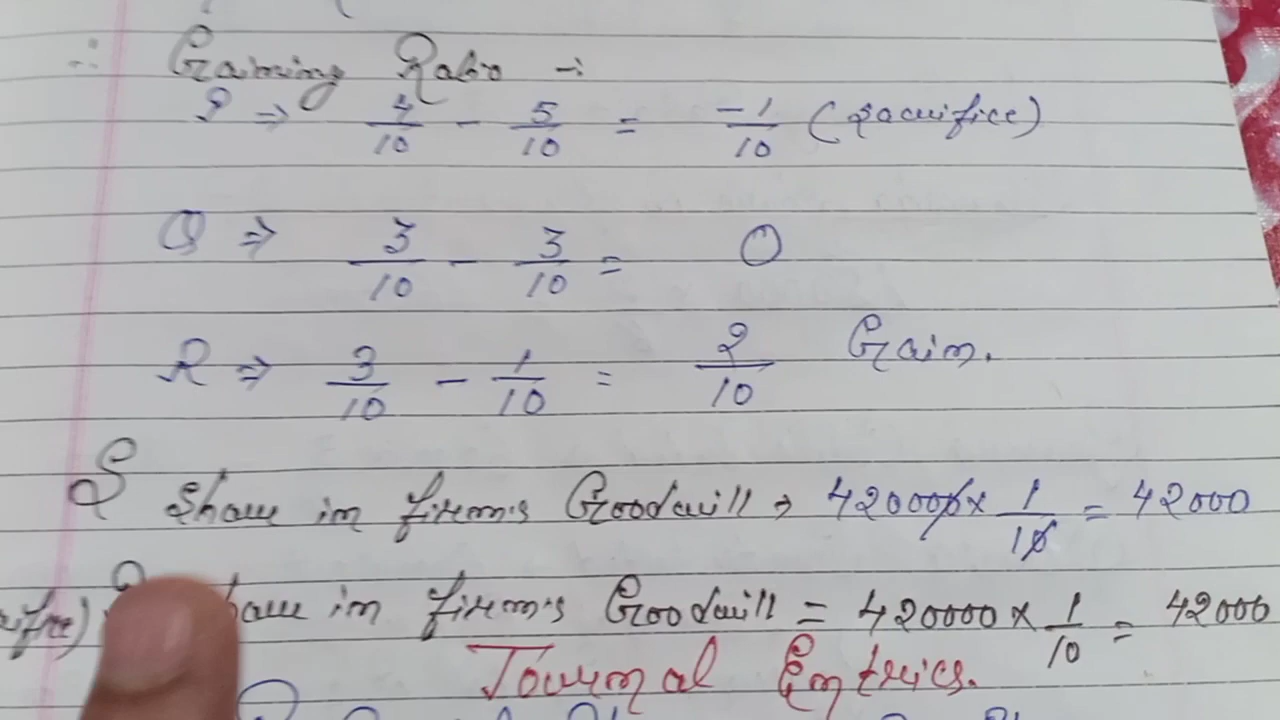 ∴ Gaining Ratio -:
P ⇒ 4/10 - 5/10 = -1/10 (sacrifice)
Q ⇒ 3/10 - 3/10 = 0
R ⇒ 3/10 - 1/10 = 2/10 Gain.
S Share in firm's Goodwill → 420000 × 1/10 = 42000
share in firm's Goodwill = 420000 × 1/10 = 42000
Journal Entries.